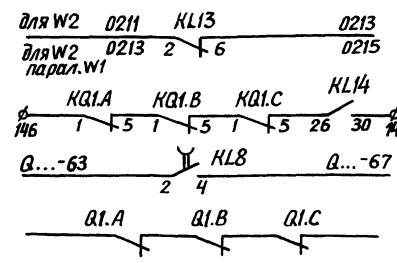 для W2 0211 KL13 0213
для W2 0213 2 6 0215
парал. W1
KQ1.A KQ1.B KQ1.C KL14
146 1 5 1 5 1 5 26 30 14
Q...-63 KL8 Q...-67
2 4
Q1.A Q1.B Q1.C